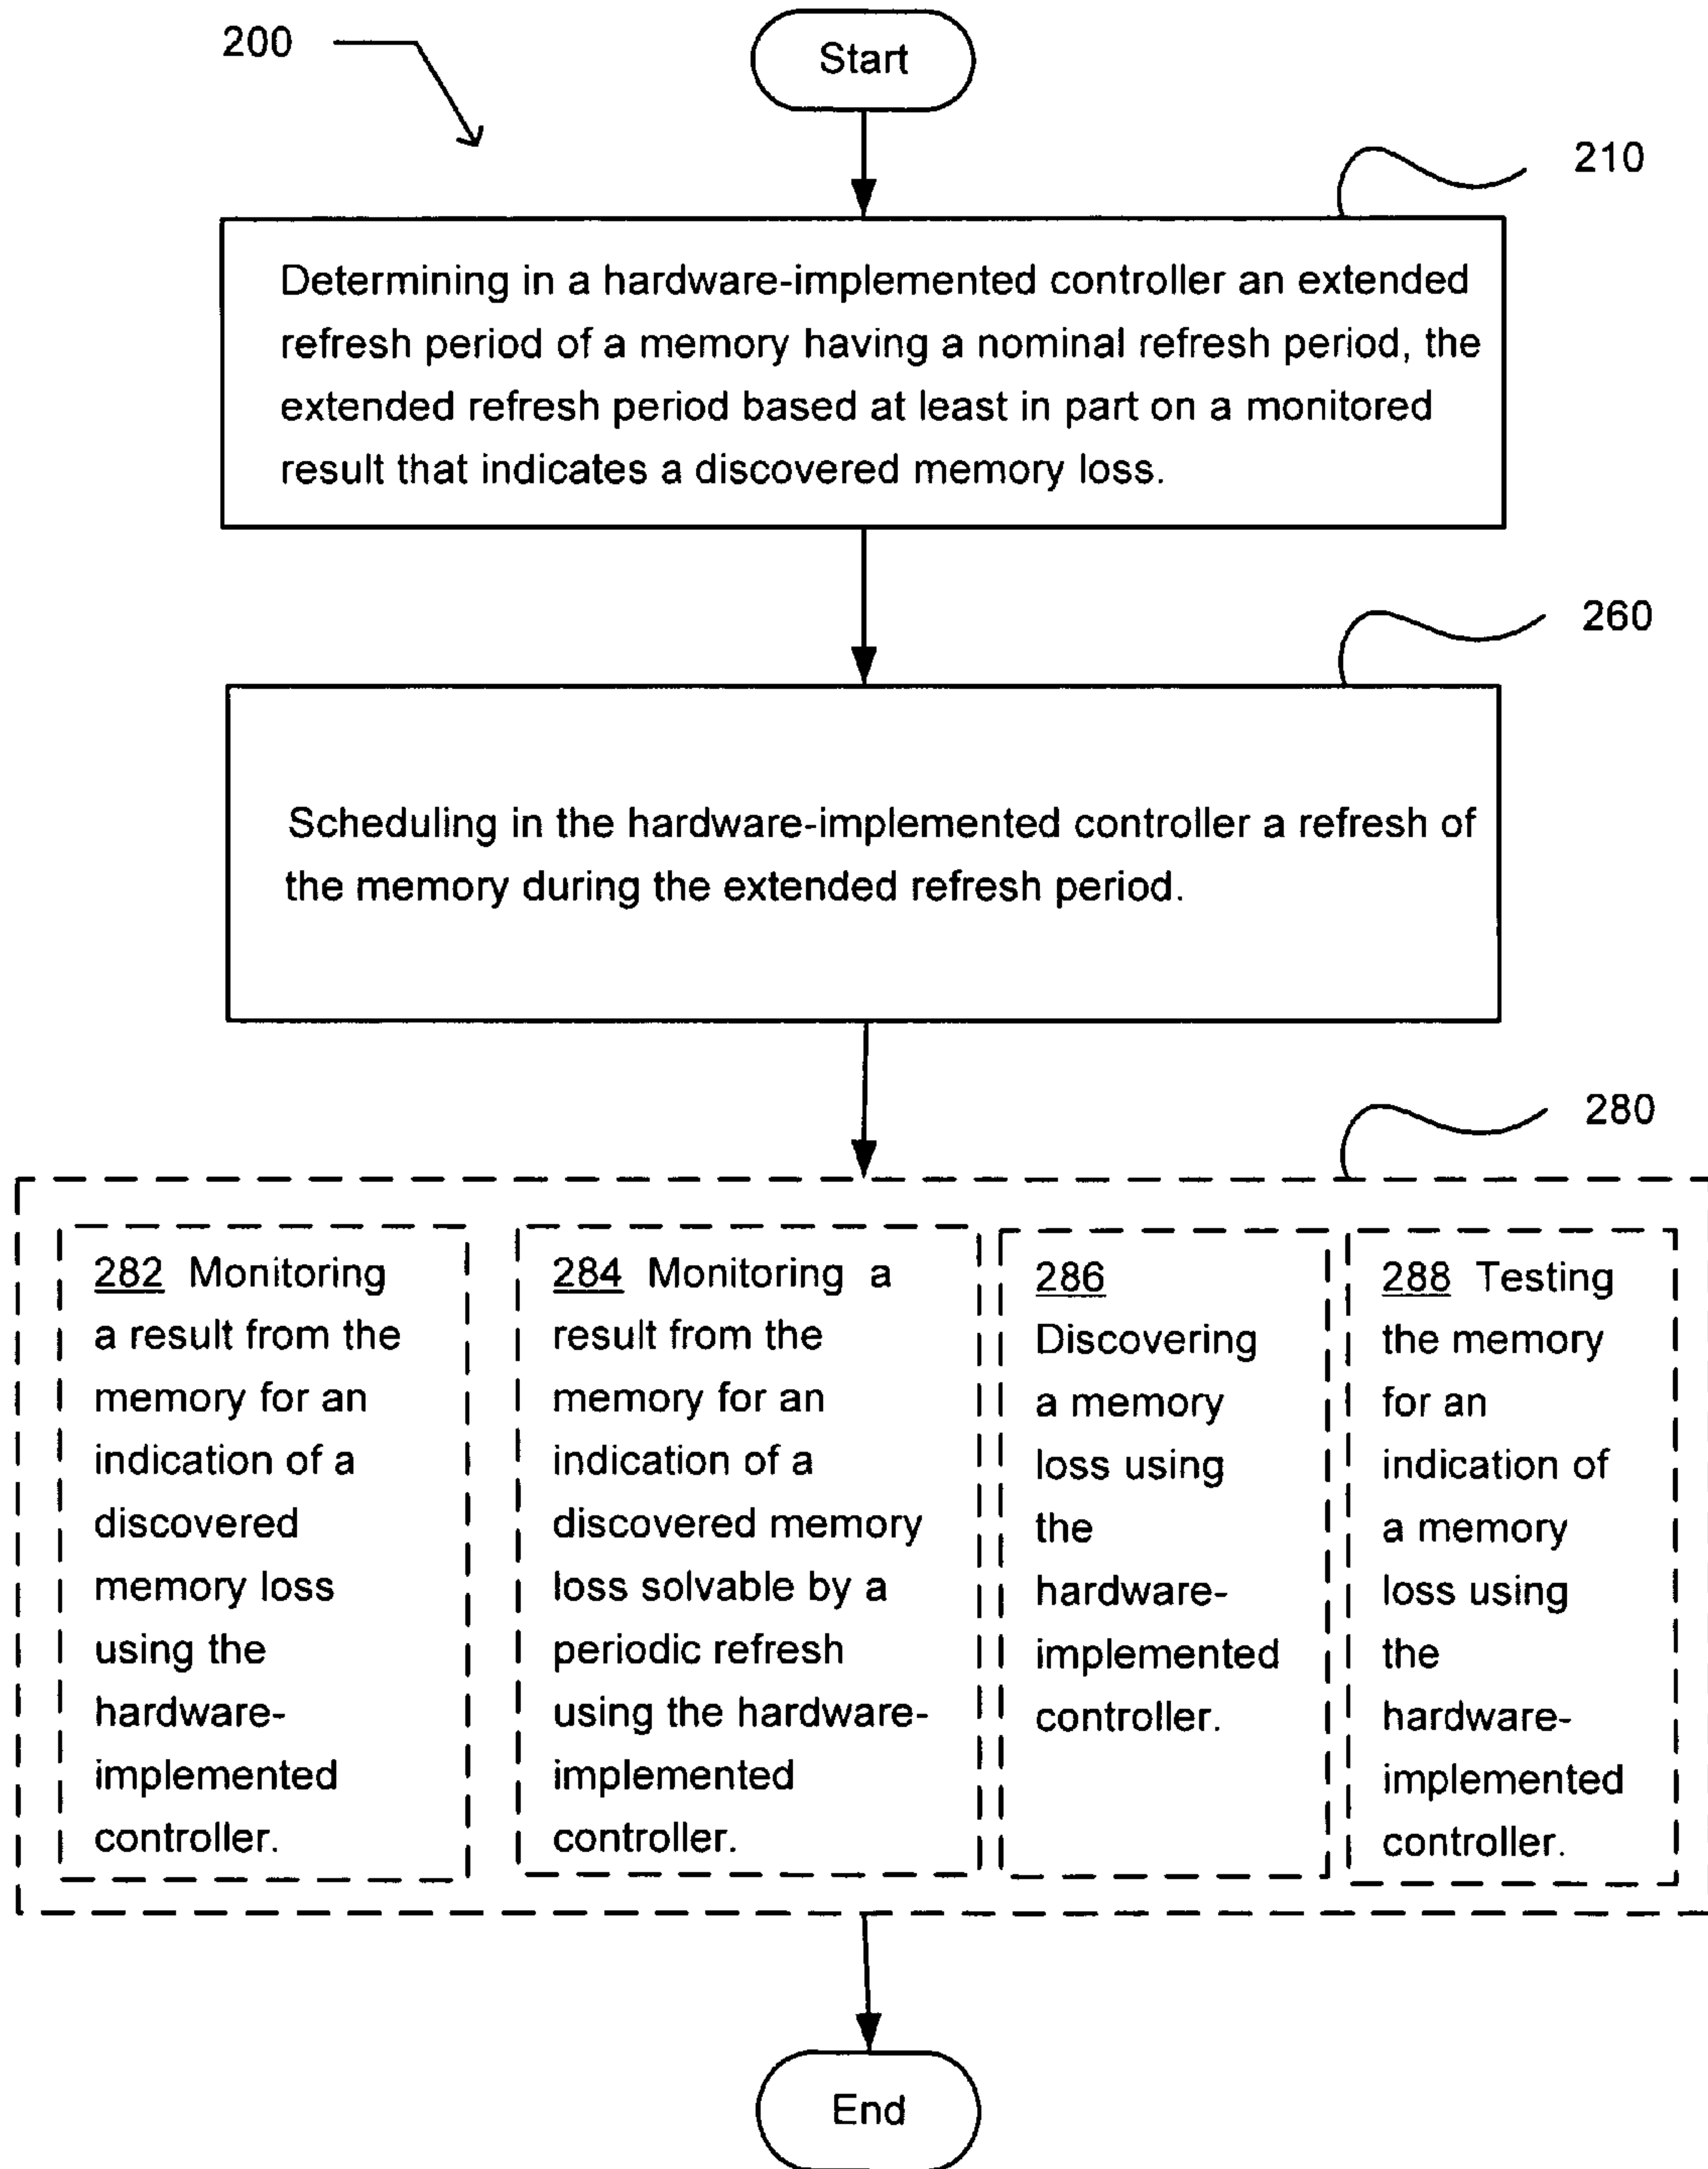 200
Start
210
Determining in a hardware-implemented controller an extended
refresh period of a memory having a nominal refresh period, the
extended refresh period based at least in part on a monitored
result that indicates a discovered memory loss.
260
Scheduling in the hardware-implemented controller a refresh of
the memory during the extended refresh period.
280
282 Monitoring
a result from the
memory for an
indication of a
discovered
memory loss
using the
hardware-
implemented
controller.
284 Monitoring a
result from the
memory for an
indication of a
discovered memory
loss solvable by a
periodic refresh
using the hardware-
implemented
controller.
286
Discovering
a memory
loss using
the
hardware-
implemented
controller.
288 Testing
the memory
for an
indication of
a memory
loss using
the
hardware-
implemented
controller.
End